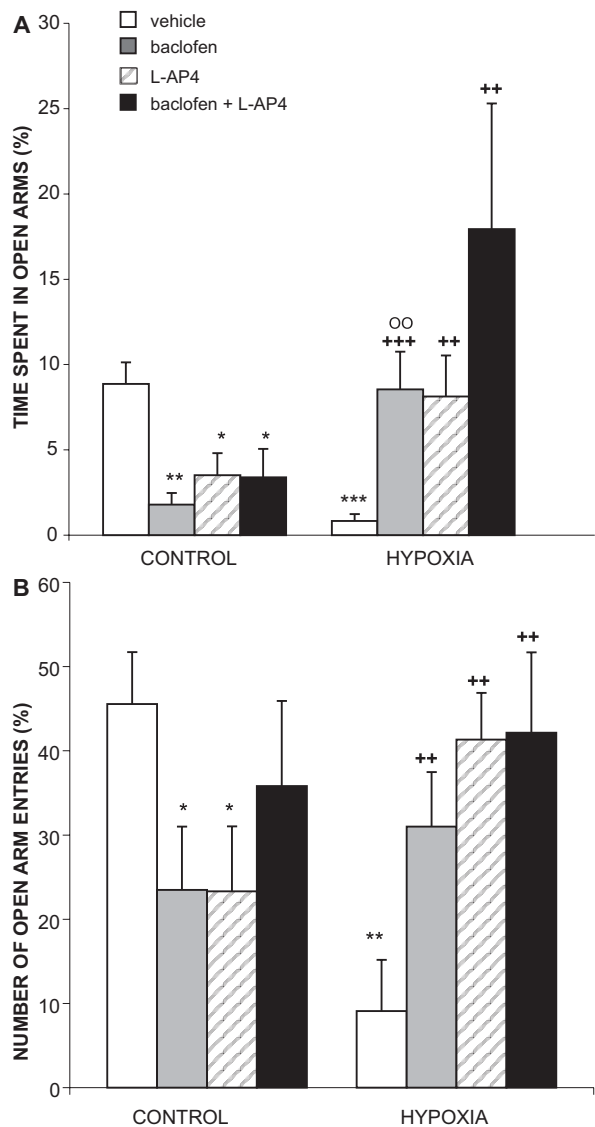 A
TIME SPENT IN OPEN ARMS (%)
30
25
20
15
10
5
0
vehicle
baclofen
L-AP4
baclofen + L-AP4
**
*
*
***
OO
+++
++
++
CONTROL
HYPOXIA
B
NUMBER OF OPEN ARM ENTRIES (%)
60
50
40
30
20
10
0
*
*
**
++
++
++
CONTROL
HYPOXIA